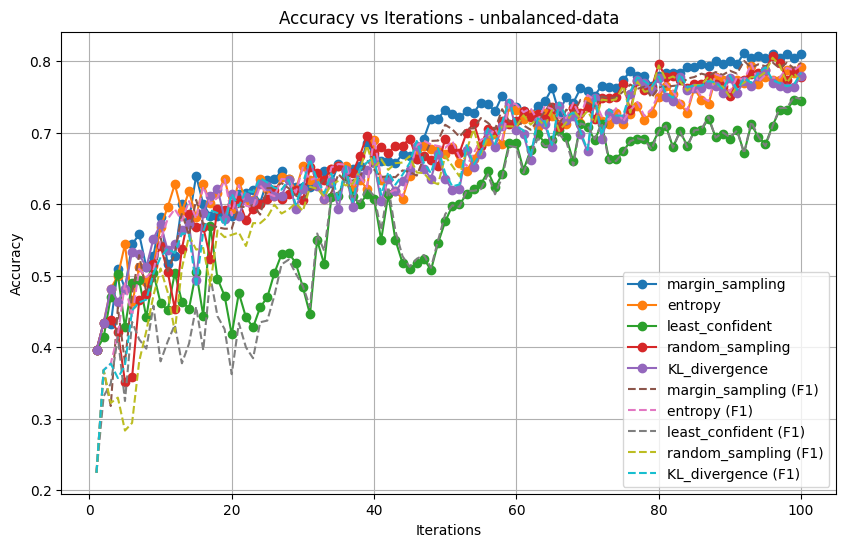 Accuracy vs Iterations - unbalanced-data
Accuracy
0.8
0.7
0.6
0.5
0.4
0.3
0.2
0
20
40
60
80
100
Iterations
margin_sampling
entropy
least_confident
random_sampling
KL_divergence
margin_sampling (F1)
entropy (F1)
least_confident (F1)
random_sampling (F1)
KL_divergence (F1)